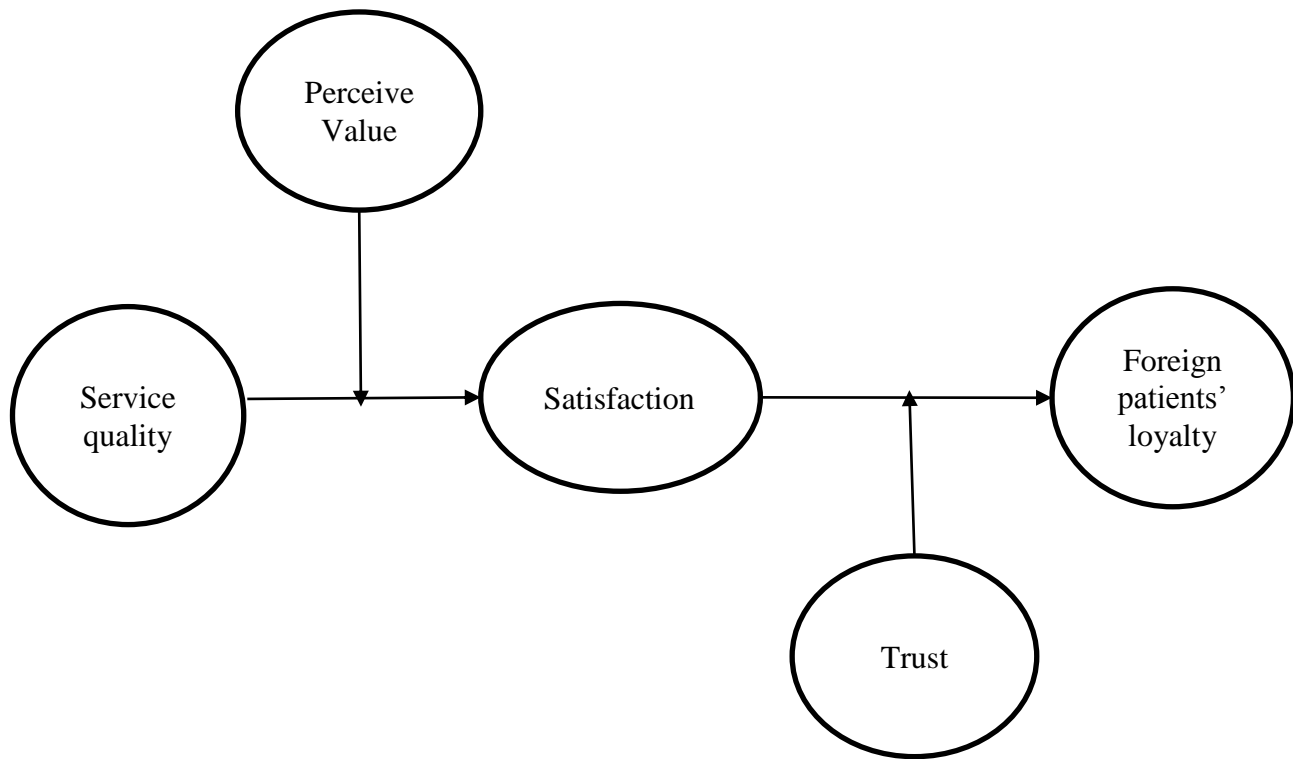 Perceive
Value
Service
quality
Satisfaction
Foreign
patients’
loyalty
Trust